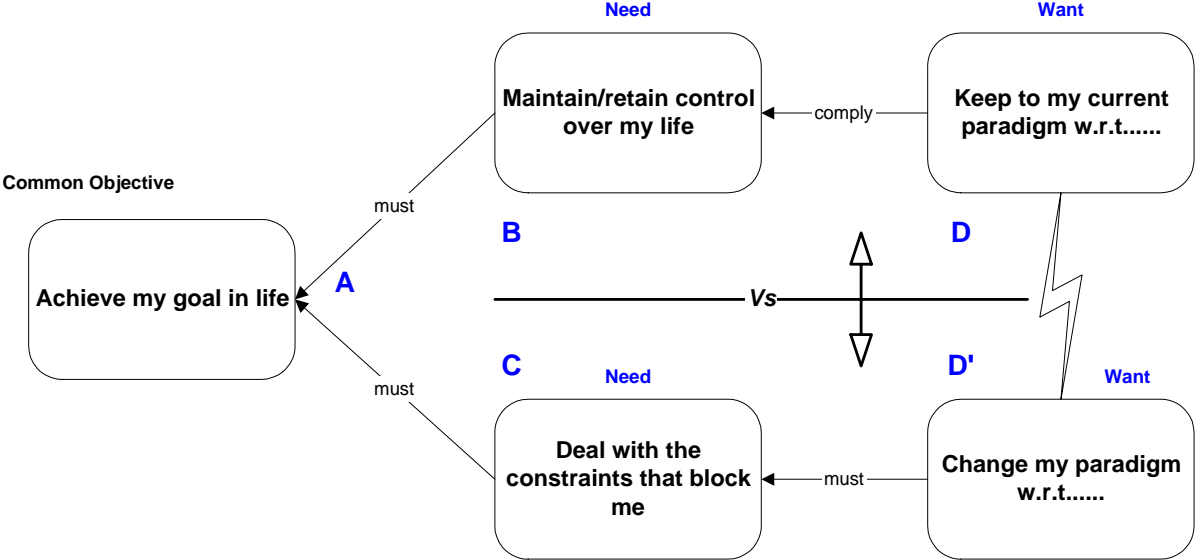 Need
Want
Maintain/retain control
over my life
comply
Keep to my current
paradigm w.r.t......
Common Objective
must
B
D
Achieve my goal in life
A
Vs
C
D'
Need
Want
must
Deal with the
constraints that block
me
must
Change my paradigm
w.r.t......